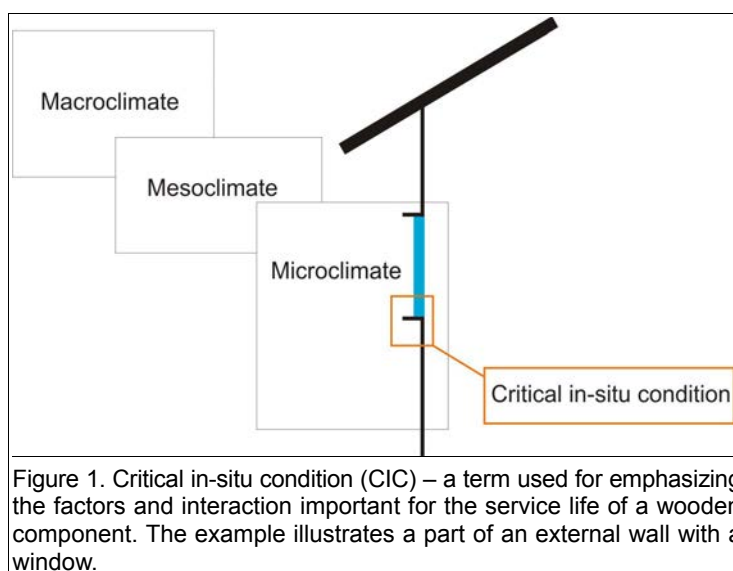 Macroclimate
Mesoclimate
Microclimate
Critical in-situ condition
Figure 1. Critical in-situ condition (CIC) – a term used for emphasizing
the factors and interaction important for the service life of a wooden
component. The example illustrates a part of an external wall with a
window.